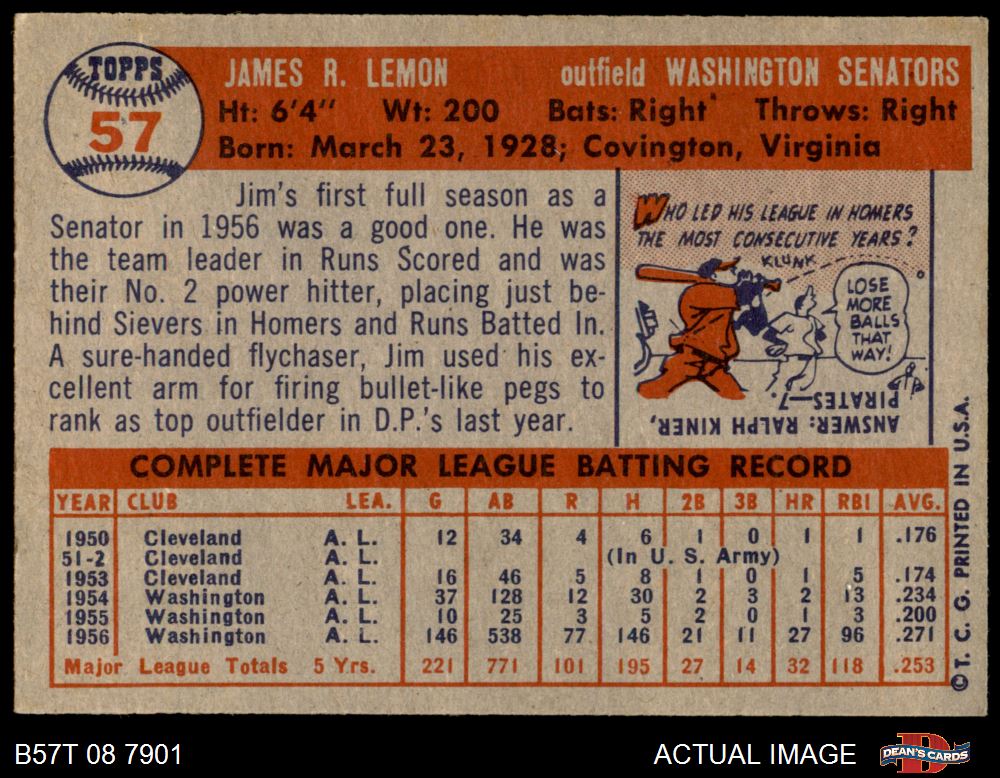 TOPPS
57
JAMES R. LEMON outfield WASHINGTON SENATORS
Ht: 6'4" Wt: 200 Bats: Right Throws: Right
Born: March 23, 1928; Covington, Virginia
Jim's first full season as a
Senator in 1956 was a good one. He was
the team leader in Runs Scored and was
their No. 2 power hitter, placing just be-
hind Sievers in Homers and Runs Batted In.
A sure-handed flychaser, Jim used his ex-
cellent arm for firing bullet-like pegs to
rank as top outfielder in D.P.'s last year.
WHO LED HIS LEAGUE IN HOMERS
THE MOST CONSECUTIVE YEARS?
KLUNK
LOSE
MORE
BALLS
THAT
WAY!
ANSWER: RALPH KINER,
PIRATES—7.
COMPLETE MAJOR LEAGUE BATTING RECORD
YEAR CLUB LEA. G AB R H 2B 3B HR RBI AVG.
1950 Cleveland A. L. 12 34 4 6 1 0 1 1 .176
51-2 Cleveland A. L. (In U. S. Army)
1953 Cleveland A. L. 16 46 5 8 1 0 1 5 .174
1954 Washington A. L. 37 128 12 30 2 3 2 13 .234
1955 Washington A. L. 10 25 3 5 2 0 1 3 .200
1956 Washington A. L. 146 538 77 146 21 11 27 96 .271
Major League Totals 5 Yrs. 221 771 101 195 27 14 32 118 .253
©T. C. G. PRINTED IN U.S.A.
B57T 08 7901 ACTUAL IMAGE
DEAN'S CARDS